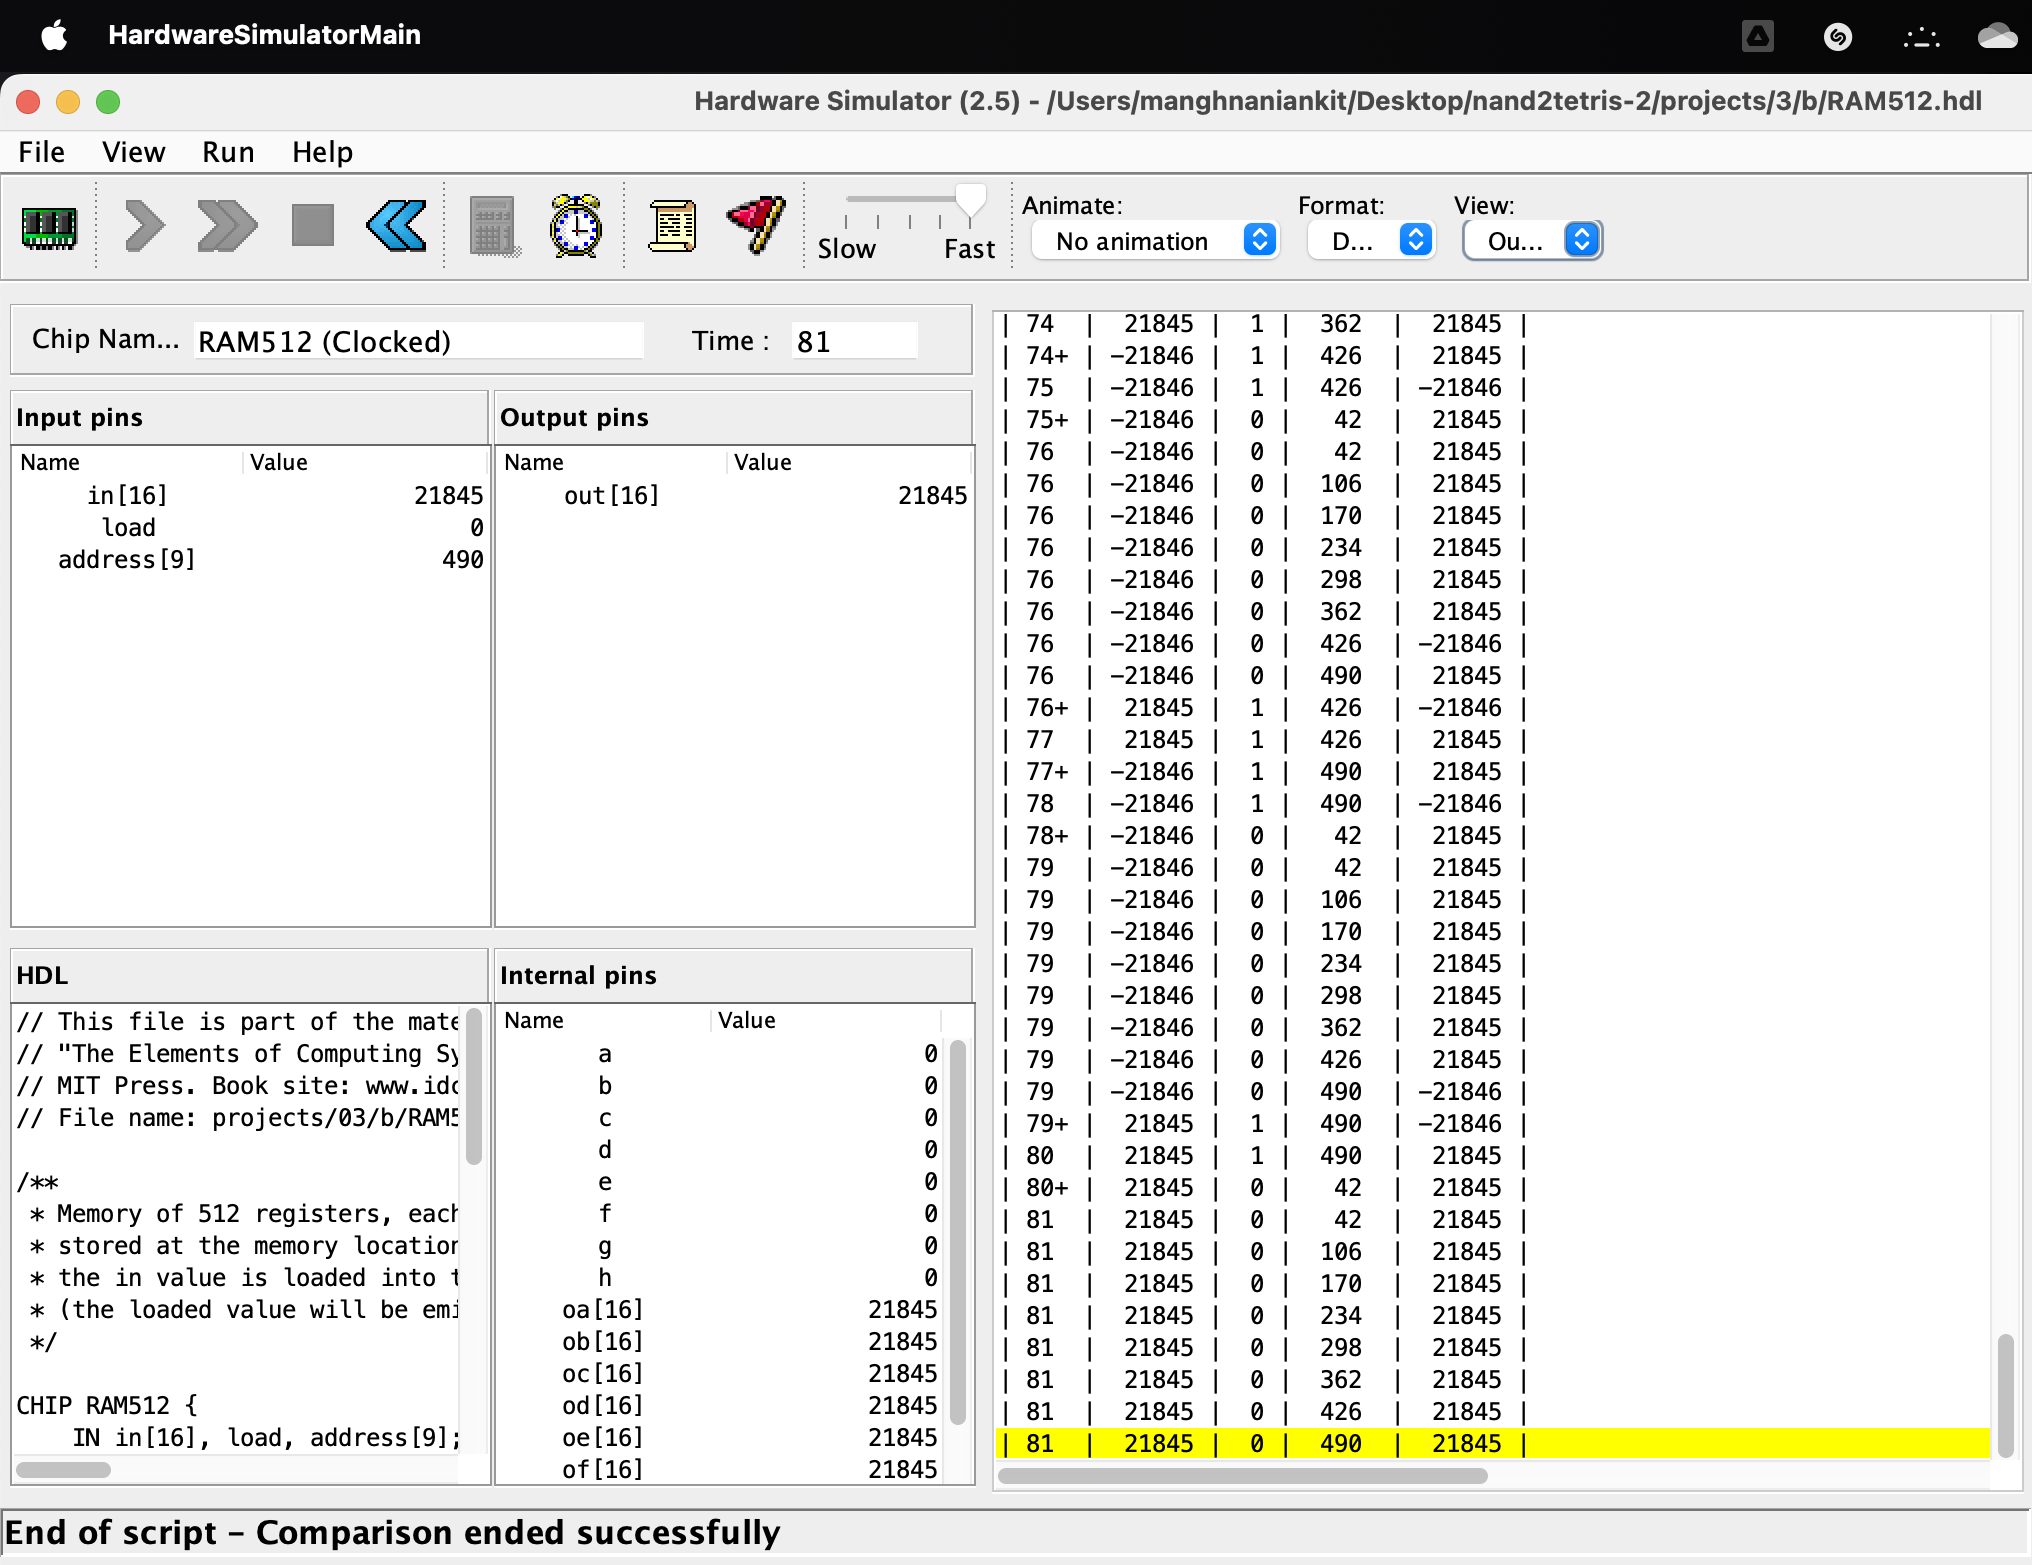 HardwareSimulatorMain
Hardware Simulator (2.5) - /Users/manghnaniankit/Desktop/nand2tetris-2/projects/3/b/RAM512.hdl
File View Run Help
Animate: Format: View:
Slow Fast No animation D... Ou...
Chip Nam... RAM512 (Clocked) Time : 81
Input pins
Name Value
in[16] 21845
load 0
address[9] 490
Output pins
Name Value
out[16] 21845
HDL
// This file is part of the mate
// "The Elements of Computing Sy
// MIT Press. Book site: www.idc
// File name: projects/03/b/RAM5
/**
* Memory of 512 registers, each
* stored at the memory location
* the in value is loaded into t
* (the loaded value will be emi
*/
CHIP RAM512 {
IN in[16], load, address[9];
Internal pins
Name Value
a 0
b 0
c 0
d 0
e 0
f 0
g 0
h 0
oa[16] 21845
ob[16] 21845
oc[16] 21845
od[16] 21845
oe[16] 21845
of[16] 21845
| 74 | 21845 | 1 | 362 | 21845 |
| 74+ | -21846 | 1 | 426 | 21845 |
| 75 | -21846 | 1 | 426 | -21846 |
| 75+ | -21846 | 0 | 42 | 21845 |
| 76 | -21846 | 0 | 42 | 21845 |
| 76 | -21846 | 0 | 106 | 21845 |
| 76 | -21846 | 0 | 170 | 21845 |
| 76 | -21846 | 0 | 234 | 21845 |
| 76 | -21846 | 0 | 298 | 21845 |
| 76 | -21846 | 0 | 362 | 21845 |
| 76 | -21846 | 0 | 426 | -21846 |
| 76 | -21846 | 0 | 490 | 21845 |
| 76+ | 21845 | 1 | 426 | -21846 |
| 77 | 21845 | 1 | 426 | 21845 |
| 77+ | -21846 | 1 | 490 | 21845 |
| 78 | -21846 | 1 | 490 | -21846 |
| 78+ | -21846 | 0 | 42 | 21845 |
| 79 | -21846 | 0 | 42 | 21845 |
| 79 | -21846 | 0 | 106 | 21845 |
| 79 | -21846 | 0 | 170 | 21845 |
| 79 | -21846 | 0 | 234 | 21845 |
| 79 | -21846 | 0 | 298 | 21845 |
| 79 | -21846 | 0 | 362 | 21845 |
| 79 | -21846 | 0 | 426 | 21845 |
| 79 | -21846 | 0 | 490 | -21846 |
| 79+ | 21845 | 1 | 490 | -21846 |
| 80 | 21845 | 1 | 490 | 21845 |
| 80+ | 21845 | 0 | 42 | 21845 |
| 81 | 21845 | 0 | 42 | 21845 |
| 81 | 21845 | 0 | 106 | 21845 |
| 81 | 21845 | 0 | 170 | 21845 |
| 81 | 21845 | 0 | 234 | 21845 |
| 81 | 21845 | 0 | 298 | 21845 |
| 81 | 21845 | 0 | 362 | 21845 |
| 81 | 21845 | 0 | 426 | 21845 |
| 81 | 21845 | 0 | 490 | 21845 |
End of script - Comparison ended successfully